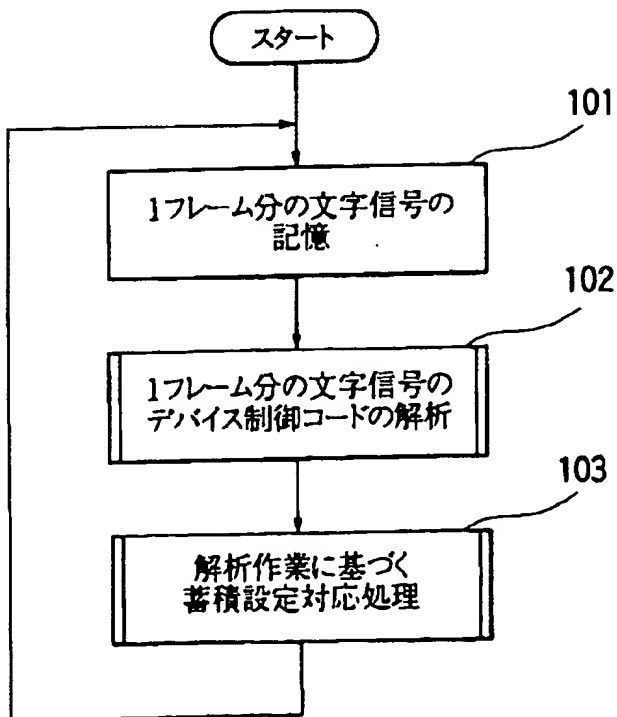 スタート
101
1フレーム分の文字信号の
記憶
102
1フレーム分の文字信号の
デバイス制御コードの解析
103
解析作業に基づく
蓄積設定対応処理